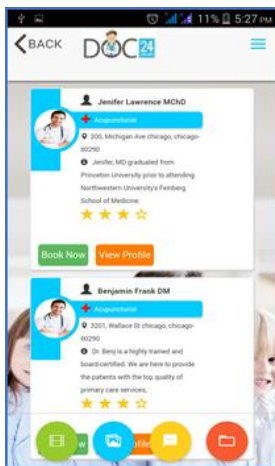 11% 5:27 PM
BACK
DOC 24
Jenifer Lawrence MChD
Acupuncturist
200, Michigan Ave chicago, chicago-
60290
Jenifer, MD graduated from
Princeton University prior to attending
Northwestern University's Feinberg
School of Medicine.
Book Now View Profile
Benjamin Frank DM
Acupuncturist
3201, Wallace St chicago, chicago-
60290
Dr. Benj is a highly trained and
board-certified. We are here to provide
the patients with the top quality of
primary care services,